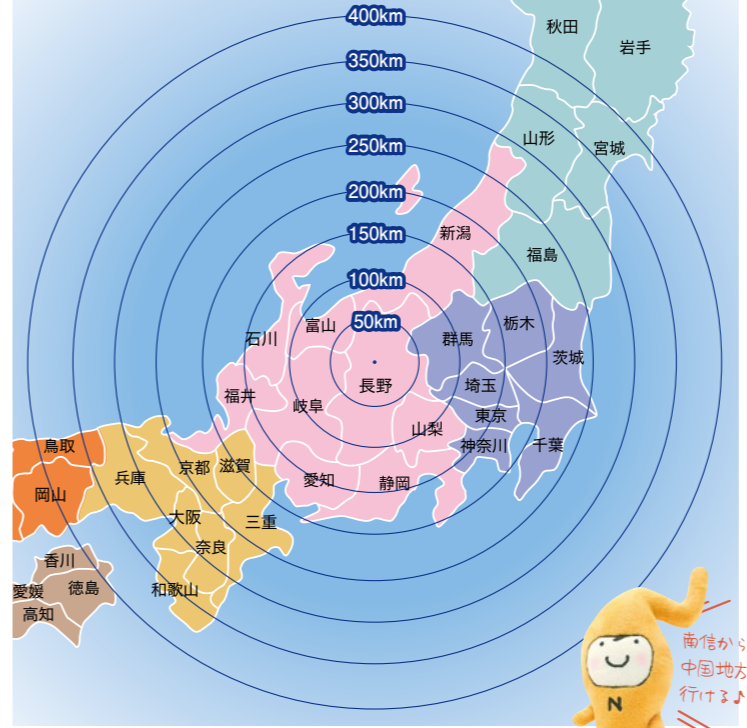 400km
350km
300km
250km
200km
150km
100km
50km
秋田
岩手
山形
宮城
新潟
福島
石川
富山
群馬
栃木
茨城
長野
福井
岐阜
埼玉
東京
山梨
神奈川
千葉
鳥取
兵庫
京都
滋賀
愛知
静岡
岡山
大阪
三重
奈良
和歌山
香川
愛媛
徳島
高知
南信から
中国地方
行ける♪
N